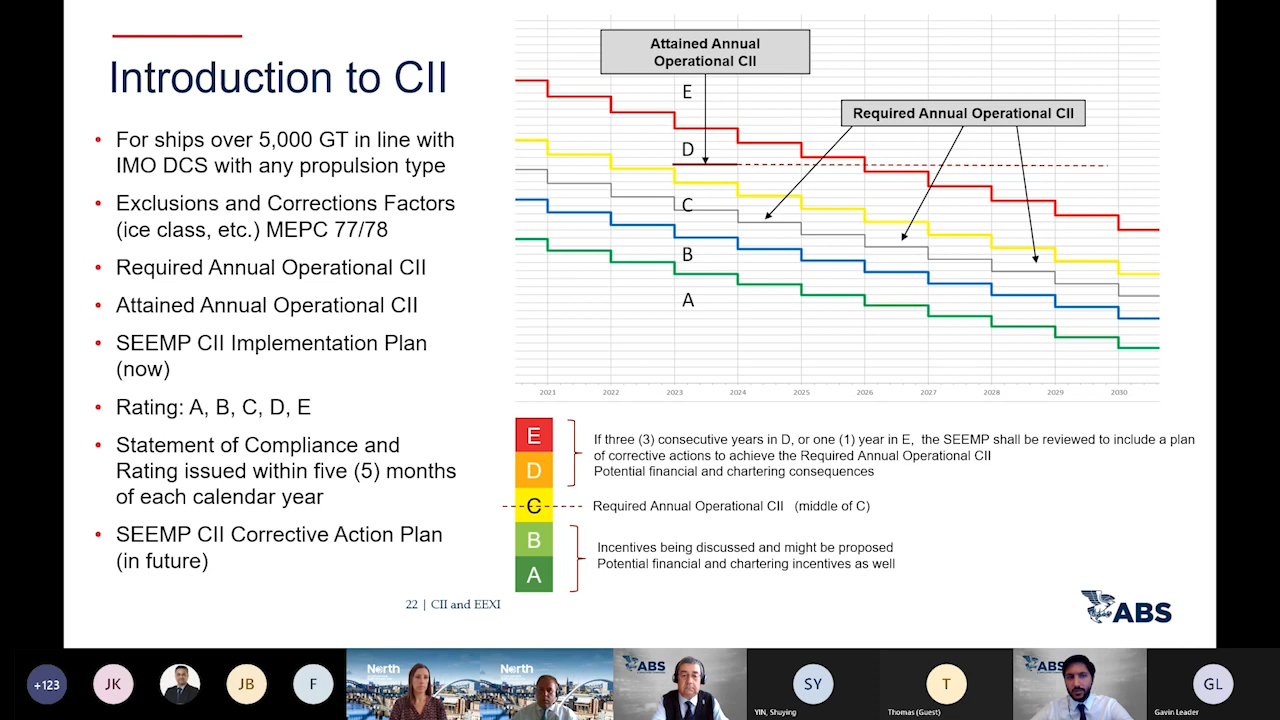 Introduction to CII
• For ships over 5,000 GT in line with
IMO DCS with any propulsion type
• Exclusions and Corrections Factors
(ice class, etc.) MEPC 77/78
• Required Annual Operational CII
• Attained Annual Operational CII
• SEEMP CII Implementation Plan
(now)
• Rating: A, B, C, D, E
• Statement of Compliance and
Rating issued within five (5) months
of each calendar year
• SEEMP CII Corrective Action Plan
(in future)
22 | CII and EEXI
Attained Annual
Operational CII
Required Annual Operational CII
E
D
C
B
A
2021 2022 2023 2024 2025 2026 2027 2028 2029 2030
E
D
C
B
A
If three (3) consecutive years in D, or one (1) year in E, the SEEMP shall be reviewed to include a plan
of corrective actions to achieve the Required Annual Operational CII
Potential financial and chartering consequences
Required Annual Operational CII (middle of C)
Incentives being discussed and might be proposed
Potential financial and chartering incentives as well
ABS
+123
JK
JB
F
North
North
ABS
SY
YIN, Shuying
T
Thomas (Guest)
ABS
GL
Gavin Leader